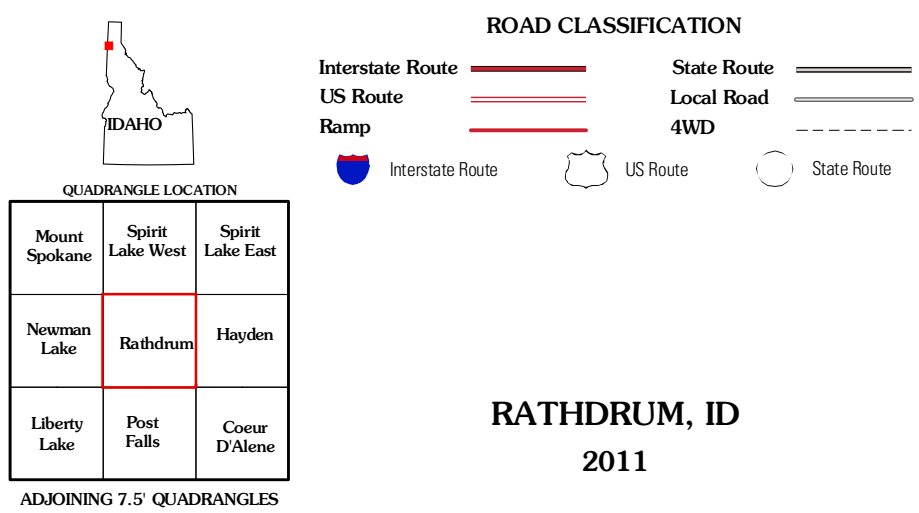 IDAHO
QUADRANGLE LOCATION
Mount
Spokane
Spirit
Lake West
Spirit
Lake East
Newman
Lake
Rathdrum
Hayden
Liberty
Lake
Post
Falls
Coeur
D'Alene
ADJOINING 7.5' QUADRANGLES
ROAD CLASSIFICATION
Interstate Route
State Route
US Route
Local Road
Ramp
4WD
Interstate Route
US Route
State Route
RATHDRUM, ID
2011